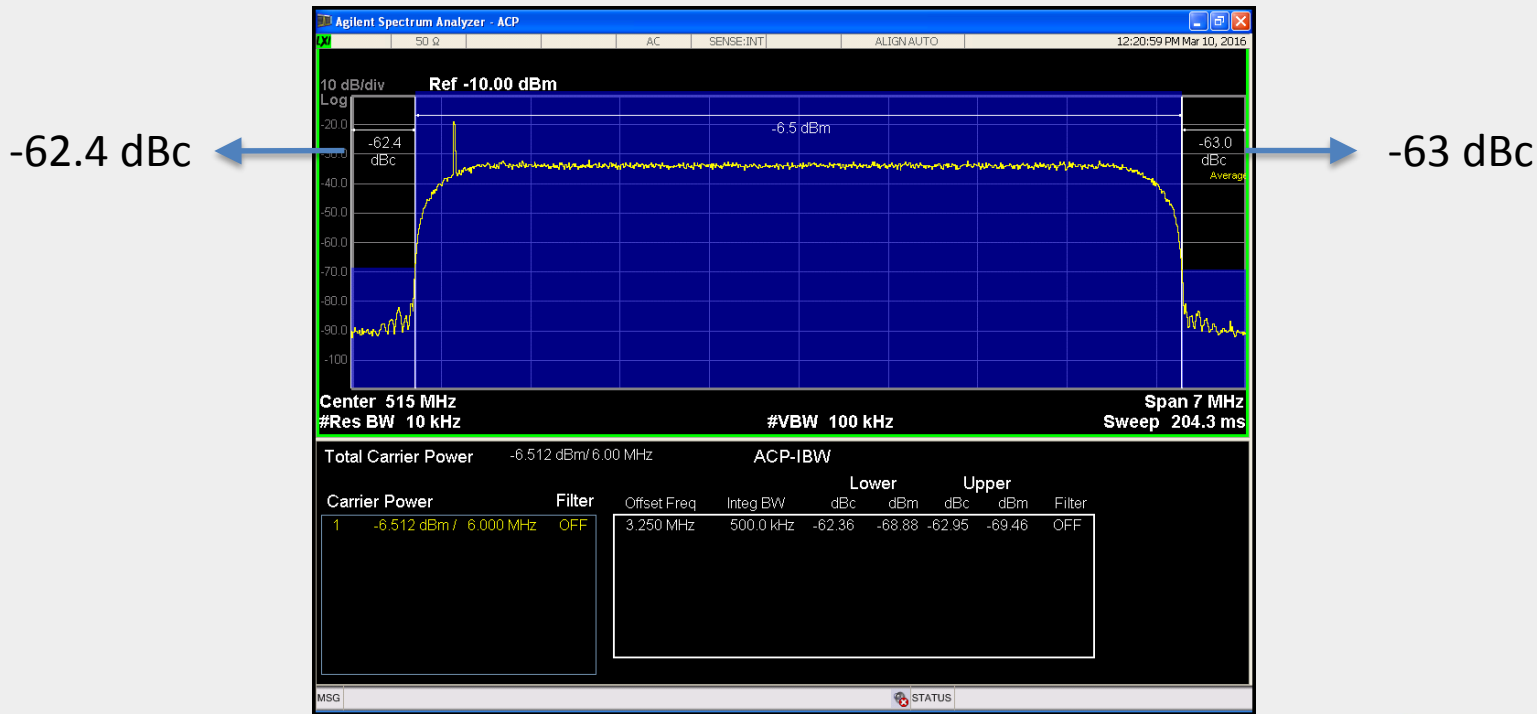 Agilent Spectrum Analyzer - ACP
LXI 50 Ω AC SENSE:INT ALIGN AUTO 12:20:59 PM Mar 10, 2016
10 dB/div Ref -10.00 dBm
Log
-20.0
-6.5 dBm
-62.4
-63.0
-62.4 dBc
-30.0
dBc
dBc
-63 dBc
Average
-40.0
-50.0
-60.0
-70.0
-80.0
-90.0
-100
Center 515 MHz Span 7 MHz
#Res BW 10 kHz #VBW 100 kHz Sweep 204.3 ms
Total Carrier Power -6.512 dBm/ 6.00 MHz ACP-IBW
Lower Upper
Carrier Power Filter Offset Freq Integ BW dBc dBm dBc dBm Filter
1 -6.512 dBm / 6.000 MHz OFF 3.250 MHz 500.0 kHz -62.36 -68.88 -62.95 -69.46 OFF
MSG STATUS